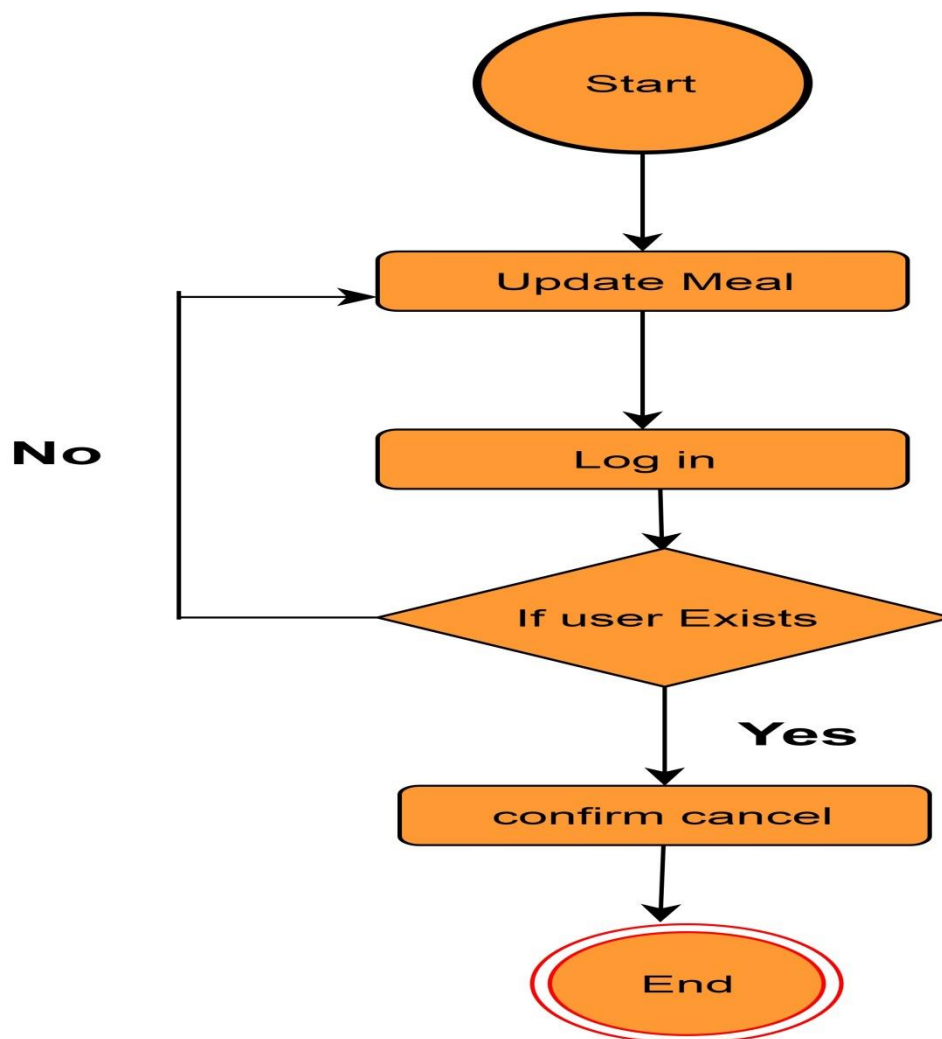 Start
Update Meal
Log in
No
If user Exists
Yes
confirm cancel
End